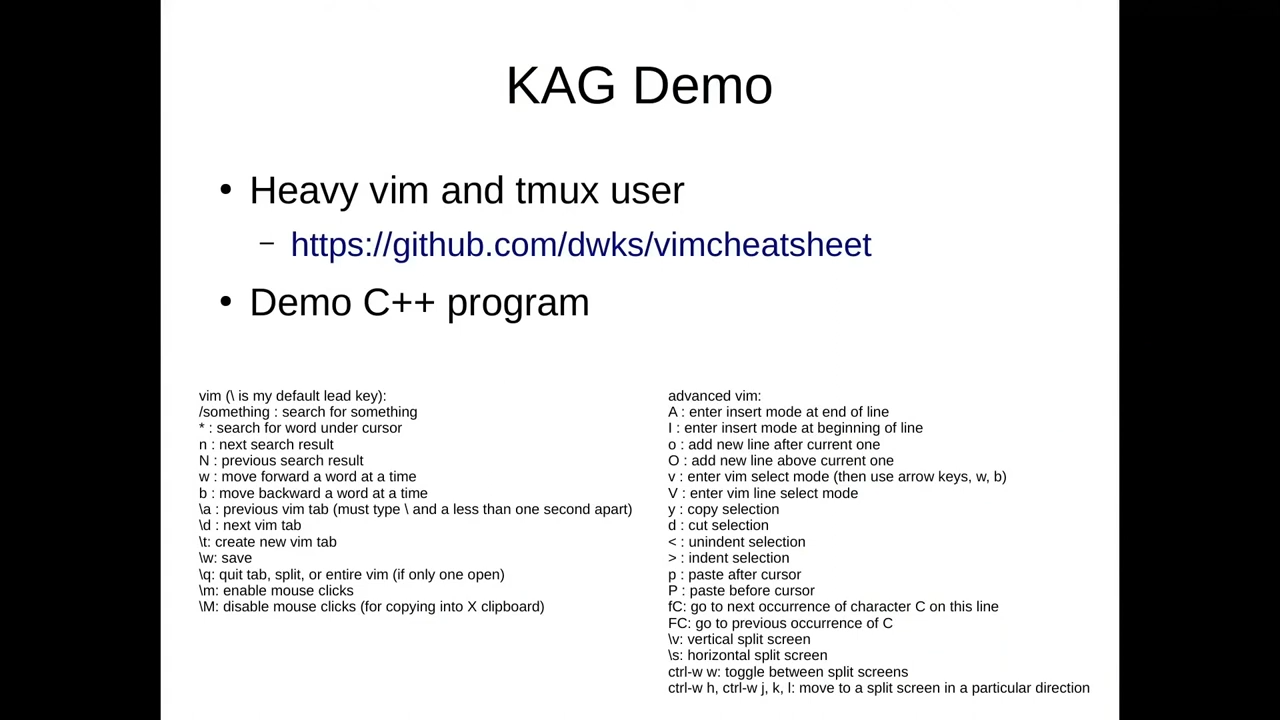 KAG Demo
• Heavy vim and tmux user
– https://github.com/dwks/vimcheatsheet
• Demo C++ program
vim (\ is my default lead key):
/something : search for something
* : search for word under cursor
n : next search result
N : previous search result
w : move forward a word at a time
b : move backward a word at a time
\a : previous vim tab (must type \ and a less than one second apart)
\d : next vim tab
\t: create new vim tab
\w: save
\q: quit tab, split, or entire vim (if only one open)
\m: enable mouse clicks
\M: disable mouse clicks (for copying into X clipboard)
advanced vim:
A : enter insert mode at end of line
I : enter insert mode at beginning of line
o : add new line after current one
O : add new line above current one
v : enter vim select mode (then use arrow keys, w, b)
V : enter vim line select mode
y : copy selection
d : cut selection
< : unindent selection
> : indent selection
p : paste after cursor
P : paste before cursor
fC: go to next occurrence of character C on this line
FC: go to previous occurrence of C
\v: vertical split screen
\s: horizontal split screen
ctrl-w w: toggle between split screens
ctrl-w h, ctrl-w j, k, l: move to a split screen in a particular direction